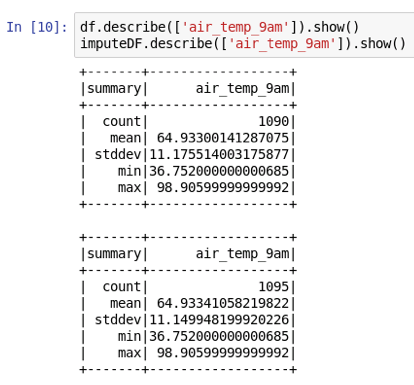 In [10]: df.describe(['air_temp_9am']).show()
imputeDF.describe(['air_temp_9am']).show()
+-------+------------------+
|summary|      air_temp_9am|
+-------+------------------+
|  count|              1090|
|   mean| 64.93300141287075|
| stddev|11.175514003175877|
|    min|36.752000000000685|
|    max| 98.90599999999992|
+-------+------------------+
+-------+------------------+
|summary|      air_temp_9am|
+-------+------------------+
|  count|              1095|
|   mean| 64.93341058219822|
| stddev|11.149948199920226|
|    min|36.752000000000685|
|    max| 98.90599999999992|
+-------+------------------+